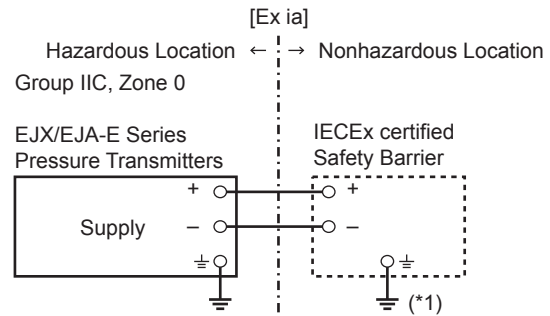 [Ex ia]
Hazardous Location ← → Nonhazardous Location
Group IIC, Zone 0
EJX/EJA-E Series
Pressure Transmitters
IECEx certified
Safety Barrier
+ +
Supply – –
(*1)